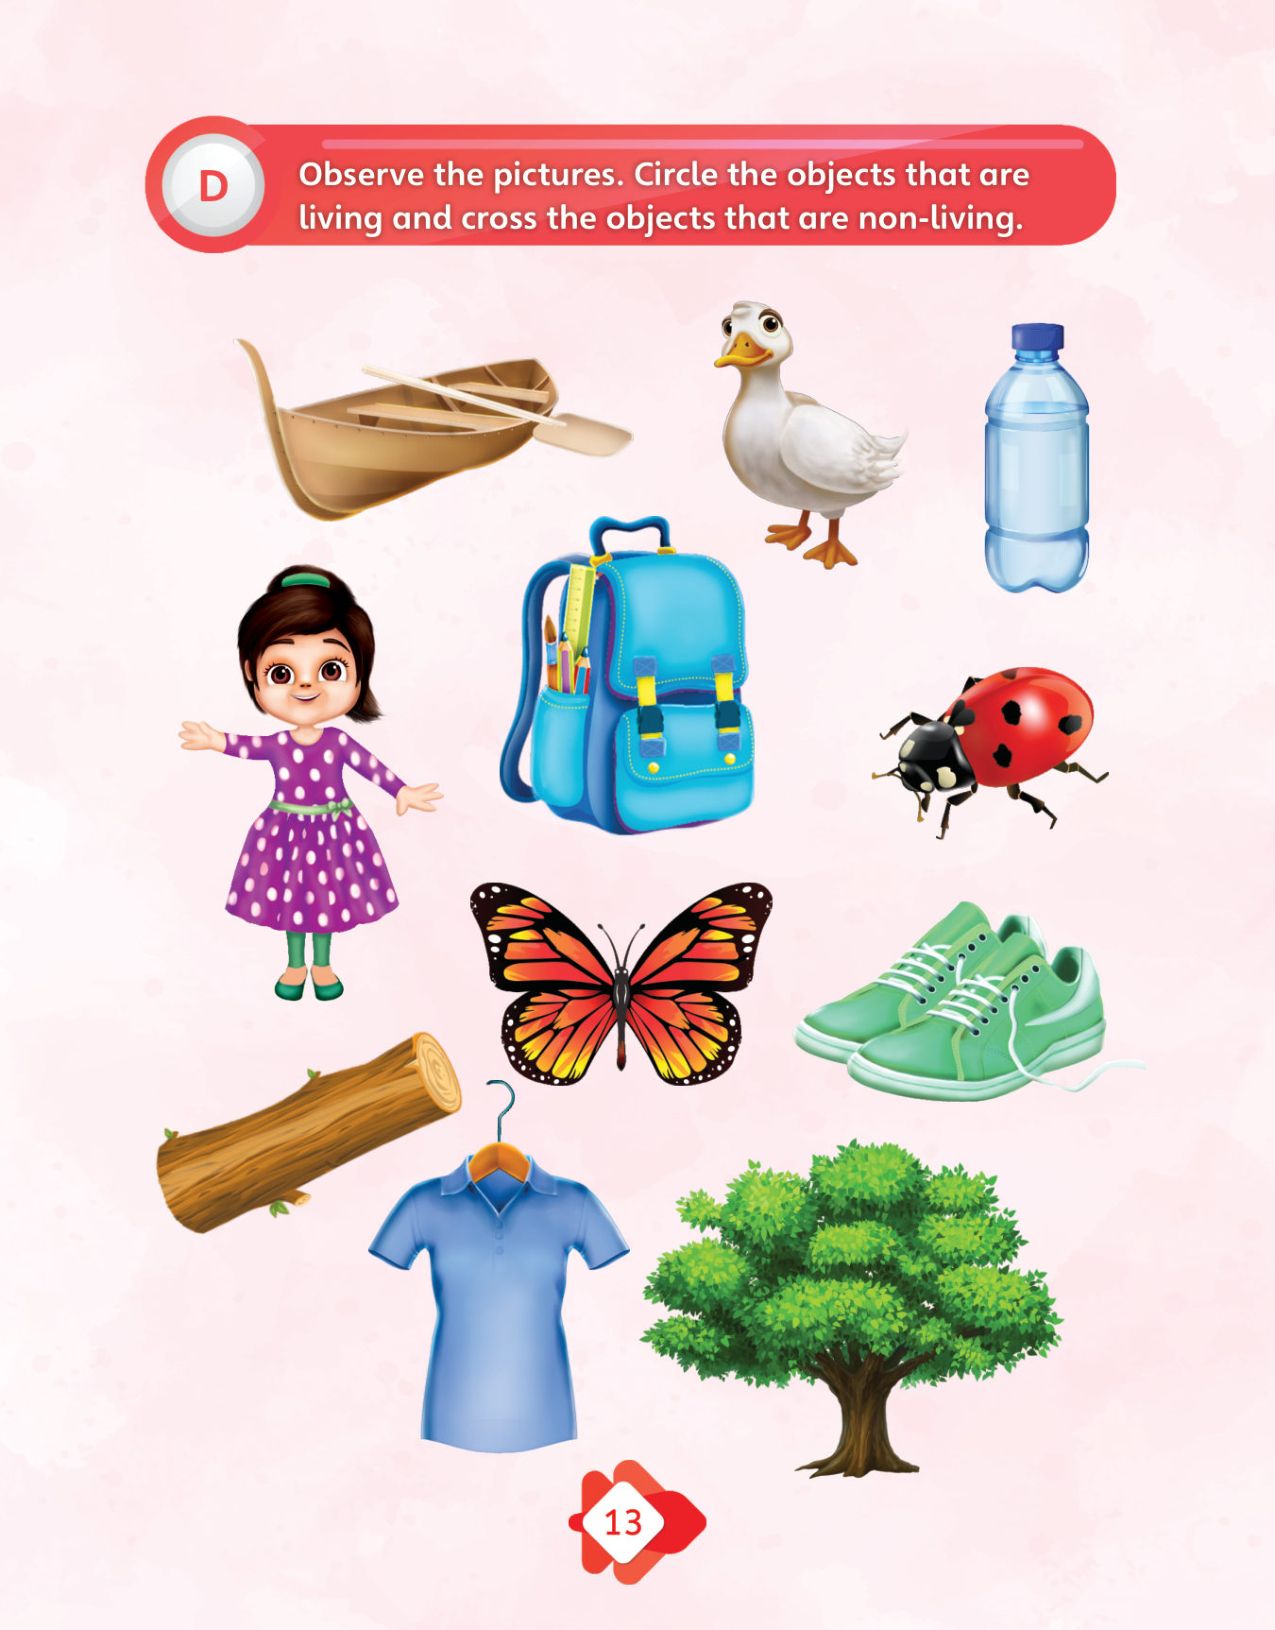 D
Observe the pictures. Circle the objects that are
living and cross the objects that are non-living.
13